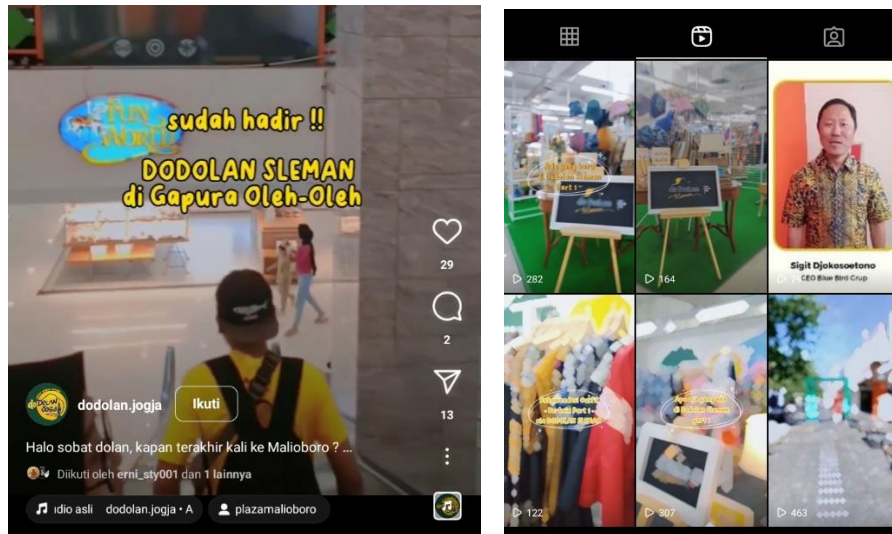 FUN
WORLD
sudah hadir !!
DODOLAN SLEMAN
di Gapura Oleh-Oleh
29
2
13
dodolan.jogja
Ikuti
Halo sobat dolan, kapan terakhir kali ke Malioboro ? ...
Diikuti oleh erni_sty001 dan 1 lainnya
ıdio asli dodolan.jogja • A
plazamalioboro
282
164
Sigit Djokosoetono
CEO Blue Bird Grup
122
307
463